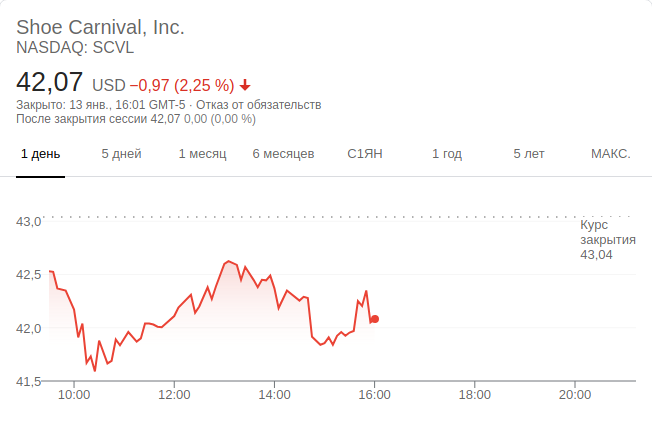 Shoe Carnival, Inc.
NASDAQ: SCVL
42,07 USD −0,97 (2,25 %)
Закрыто: 13 янв., 16:01 GMT-5 · Отказ от обязательств
После закрытия сессии 42,07 0,00 (0,00 %)
1 день 5 дней 1 месяц 6 месяцев С1ЯН 1 год 5 лет МАКС.
43,0
Курс
закрытия
43,04
42,5
42,0
41,5
10:00 12:00 14:00 16:00 18:00 20:00